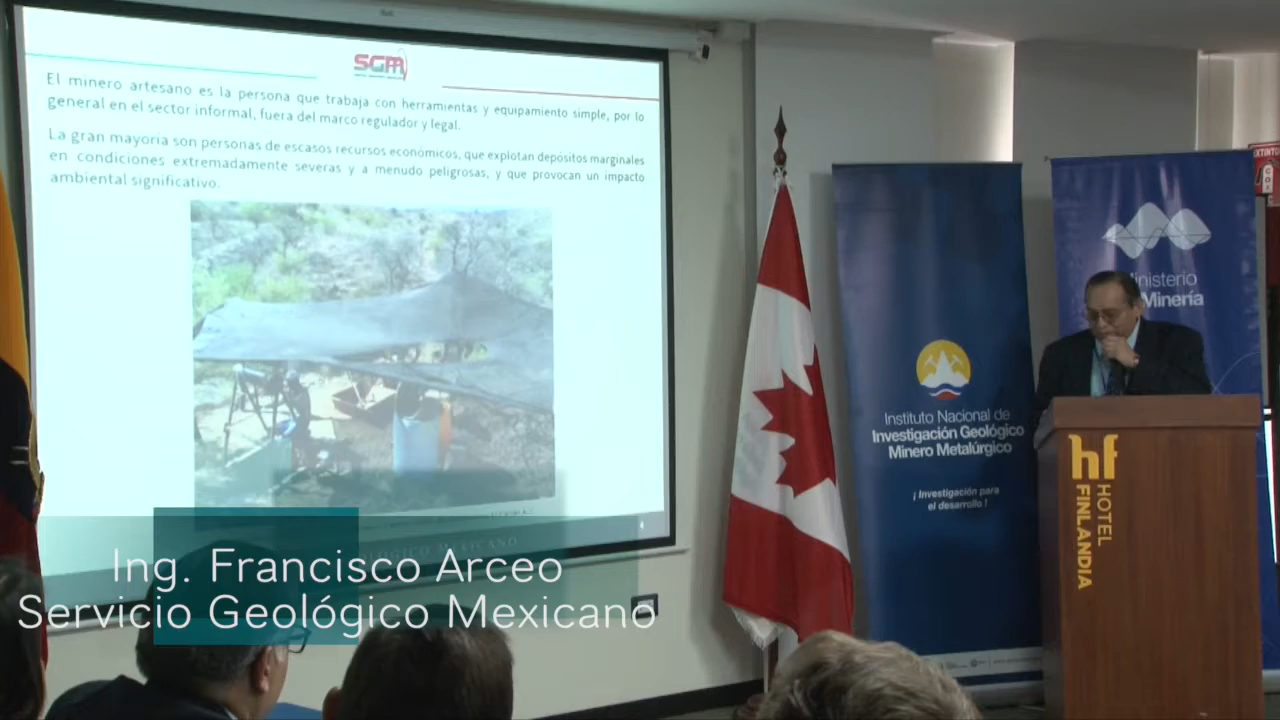 SGM
El minero artesano es la persona que trabaja con herramientas y equipamiento simple, por lo
general en el sector informal, fuera del marco regulador y legal.
La gran mayoría son personas de escasos recursos económicos, que explotan depósitos marginales
en condiciones extremadamente severas y a menudo peligrosas, y que provocan un impacto
ambiental significativo.
Ing. Francisco Arceo
Servicio Geológico Mexicano
Instituto Nacional de
Investigación Geológico
Minero Metalúrgico
¡ Investigación para
el desarrollo !
inisterio
Minería
hf
HOTEL
FINLANDIA